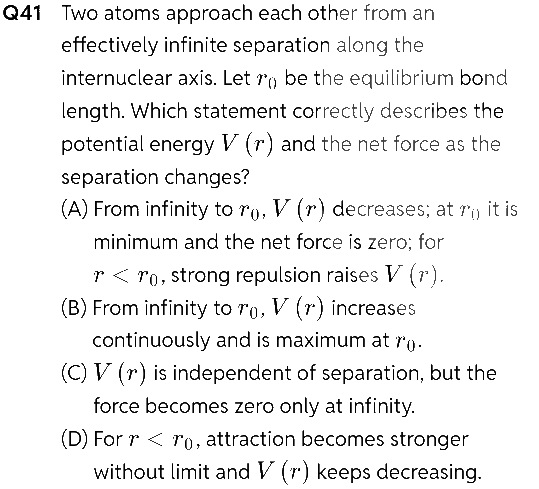 Q41 Two atoms approach each other from an
effectively infinite separation along the
internuclear axis. Let r₀ be the equilibrium bond
length. Which statement correctly describes the
potential energy V (r) and the net force as the
separation changes?
(A) From infinity to r₀, V (r) decreases; at r₀ it is
minimum and the net force is zero; for
r < r₀, strong repulsion raises V (r).
(B) From infinity to r₀, V (r) increases
continuously and is maximum at r₀.
(C) V (r) is independent of separation, but the
force becomes zero only at infinity.
(D) For r < r₀, attraction becomes stronger
without limit and V (r) keeps decreasing.